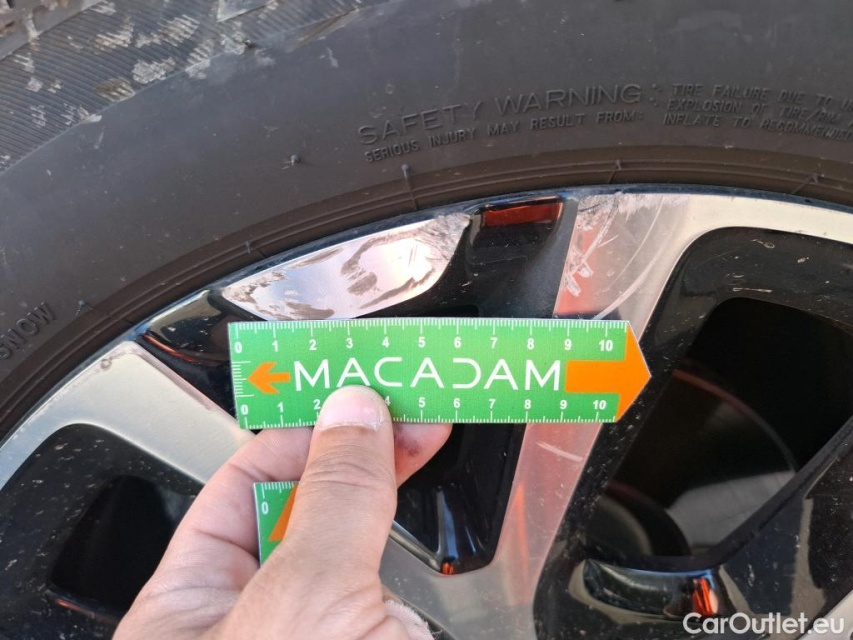 SAFETY WARNING : TIRE FAILURE DUE TO
SERIOUS INJURY MAY RESULT FROM: EXPLOSION OF TIRE/RIM
INFLATE TO RECOMMENDED
SNOW
0 1 2 3 4 5 6 7 8 9 10
MACADAM
0 1 2 4 5 6 7 8 9 10
0
CarOutlet.eu